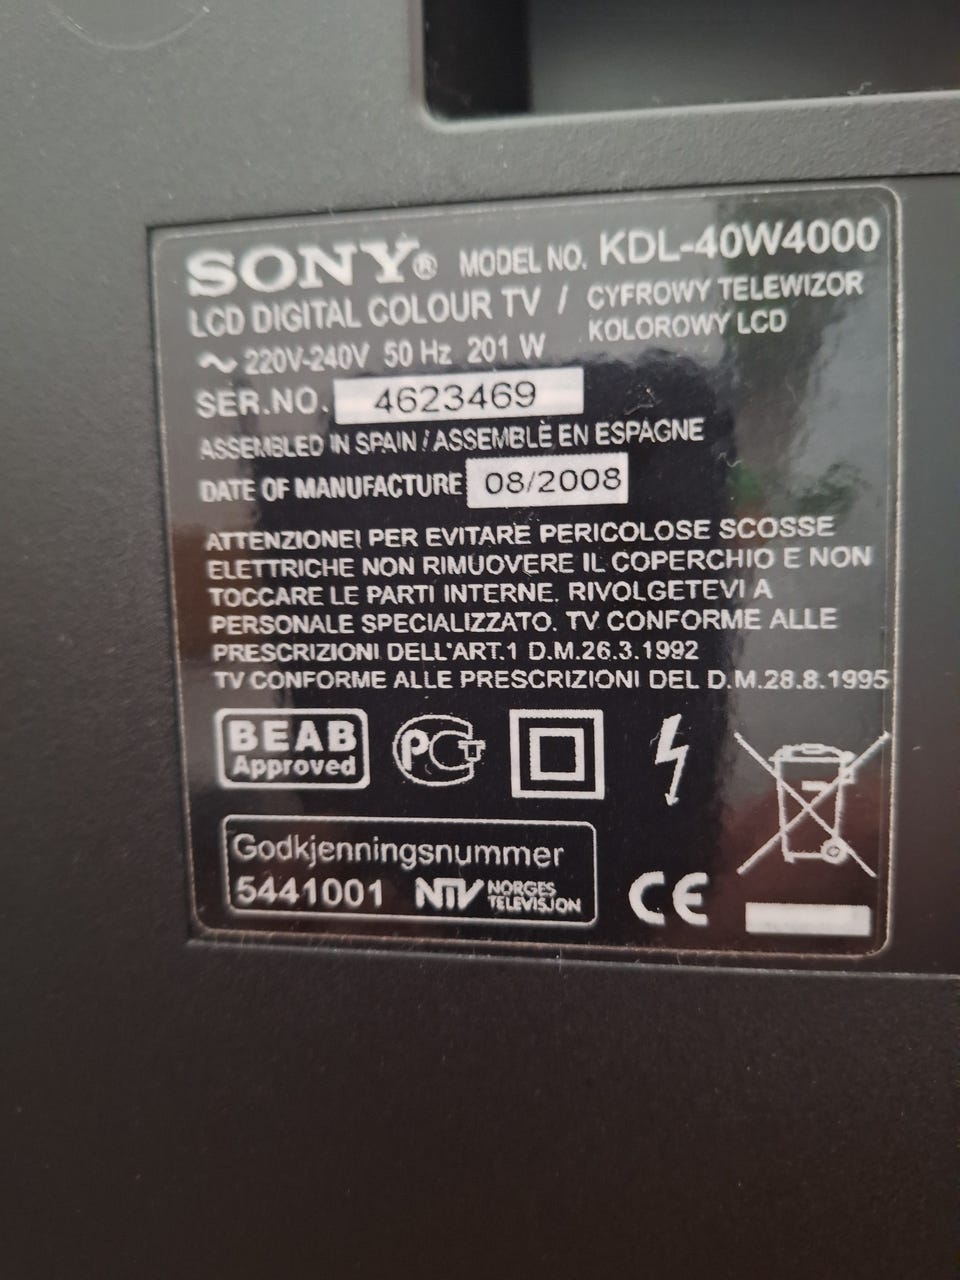 SONY® MODEL NO. KDL-40W4000
LCD DIGITAL COLOUR TV / CYFROWY TELEWIZOR
KOLOROWY LCD
~ 220V-240V 50 Hz 201 W
SER.NO. 4623469
ASSEMBLED IN SPAIN / ASSEMBLÈ EN ESPAGNE
DATE OF MANUFACTURE 08/2008
ATTENZIONE! PER EVITARE PERICOLOSE SCOSSE
ELETTRICHE NON RIMUOVERE IL COPERCHIO E NON
TOCCARE LE PARTI INTERNE. RIVOLGETEVI A
PERSONALE SPECIALIZZATO. TV CONFORME ALLE
PRESCRIZIONI DELL'ART.1 D.M.26.3.1992
TV CONFORME ALLE PRESCRIZIONI DEL D.M.28.8.1995
BEAB
Approved
PCT
Godkjenningsnummer
5441001 NTV NORGES
TELEVISJON
CE